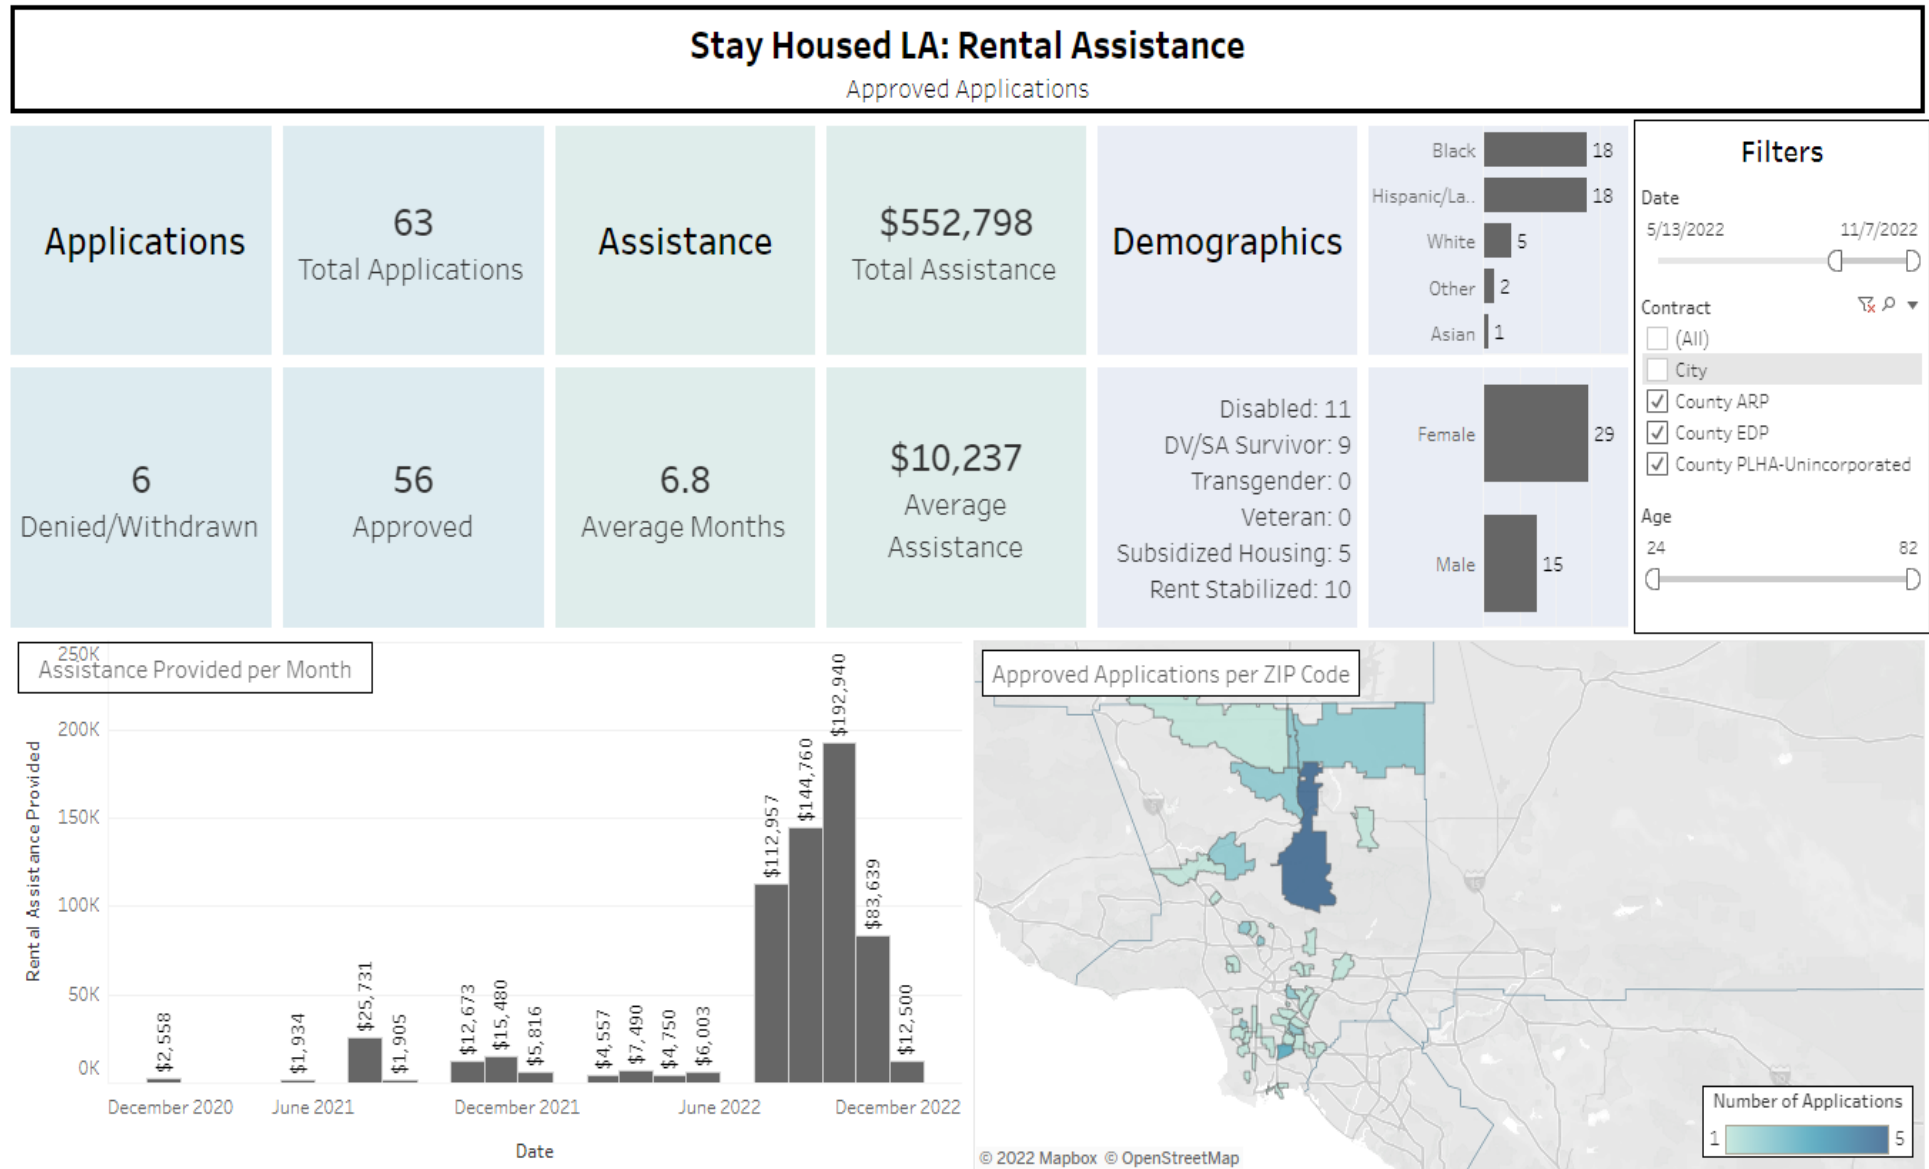 Stay Housed LA: Rental Assistance
Approved Applications
Applications
63
Total Applications
Assistance
$552,798
Total Assistance
Demographics
Black 18
Hispanic/La.. 18
White 5
Other 2
Asian 1
6
Denied/Withdrawn
56
Approved
6.8
Average Months
$10,237
Average
Assistance
Disabled: 11
DV/SA Survivor: 9
Transgender: 0
Veteran: 0
Subsidized Housing: 5
Rent Stabilized: 10
Female 29
Male 15
Filters
Date
5/13/2022 11/7/2022
Contract
(All)
City
County ARP
County EDP
County PLHA-Unincorporated
Age
24 82
Assistance Provided per Month
Rental Assistance Provided
250K
200K
150K
100K
50K
0K
$2,558
$1,934
$25,731
$1,905
$12,673
$15,480
$5,816
$4,557
$7,490
$4,750
$6,003
$112,957
$144,760
$192,940
$83,639
$12,500
December 2020 June 2021 December 2021 June 2022 December 2022
Date
Approved Applications per ZIP Code
Number of Applications
1 5
© 2022 Mapbox © OpenStreetMap